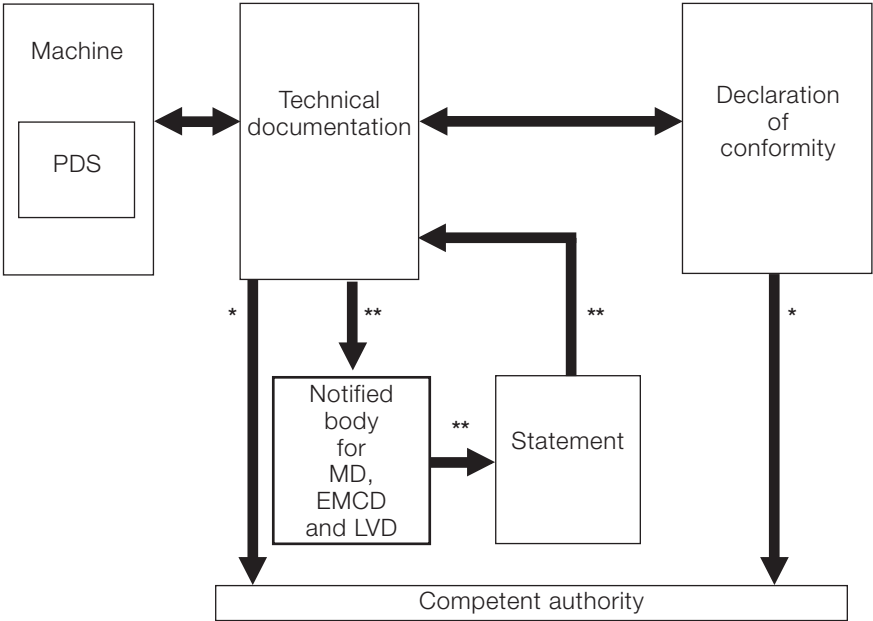 Machine
PDS
Technical
documentation
Declaration
of
conformity
*
**
**
*
Notified
body
for
MD,
EMCD
and LVD
**
Statement
Competent authority